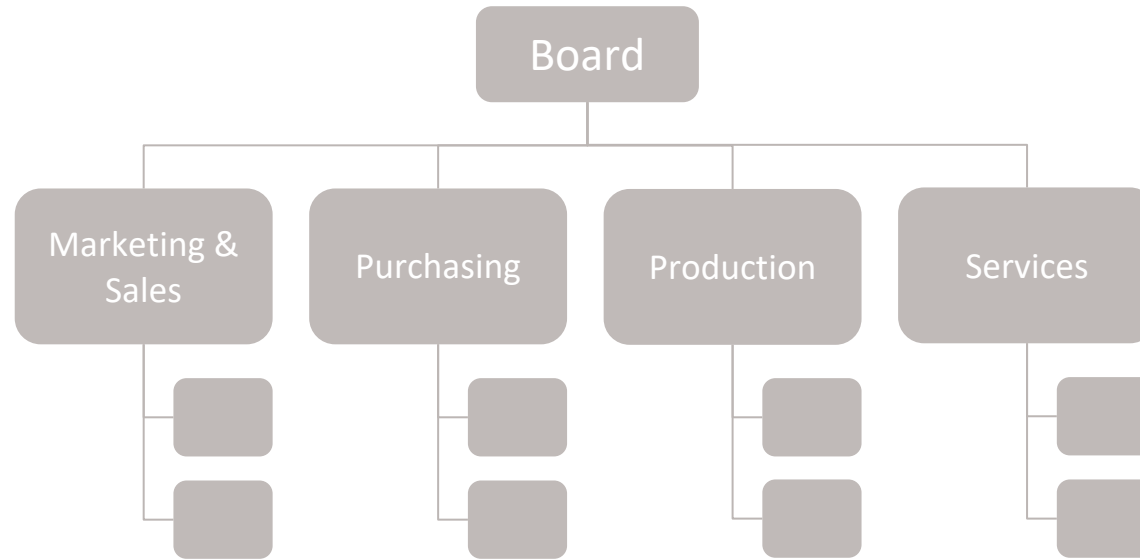 Board
Marketing &
Sales
Purchasing
Production
Services